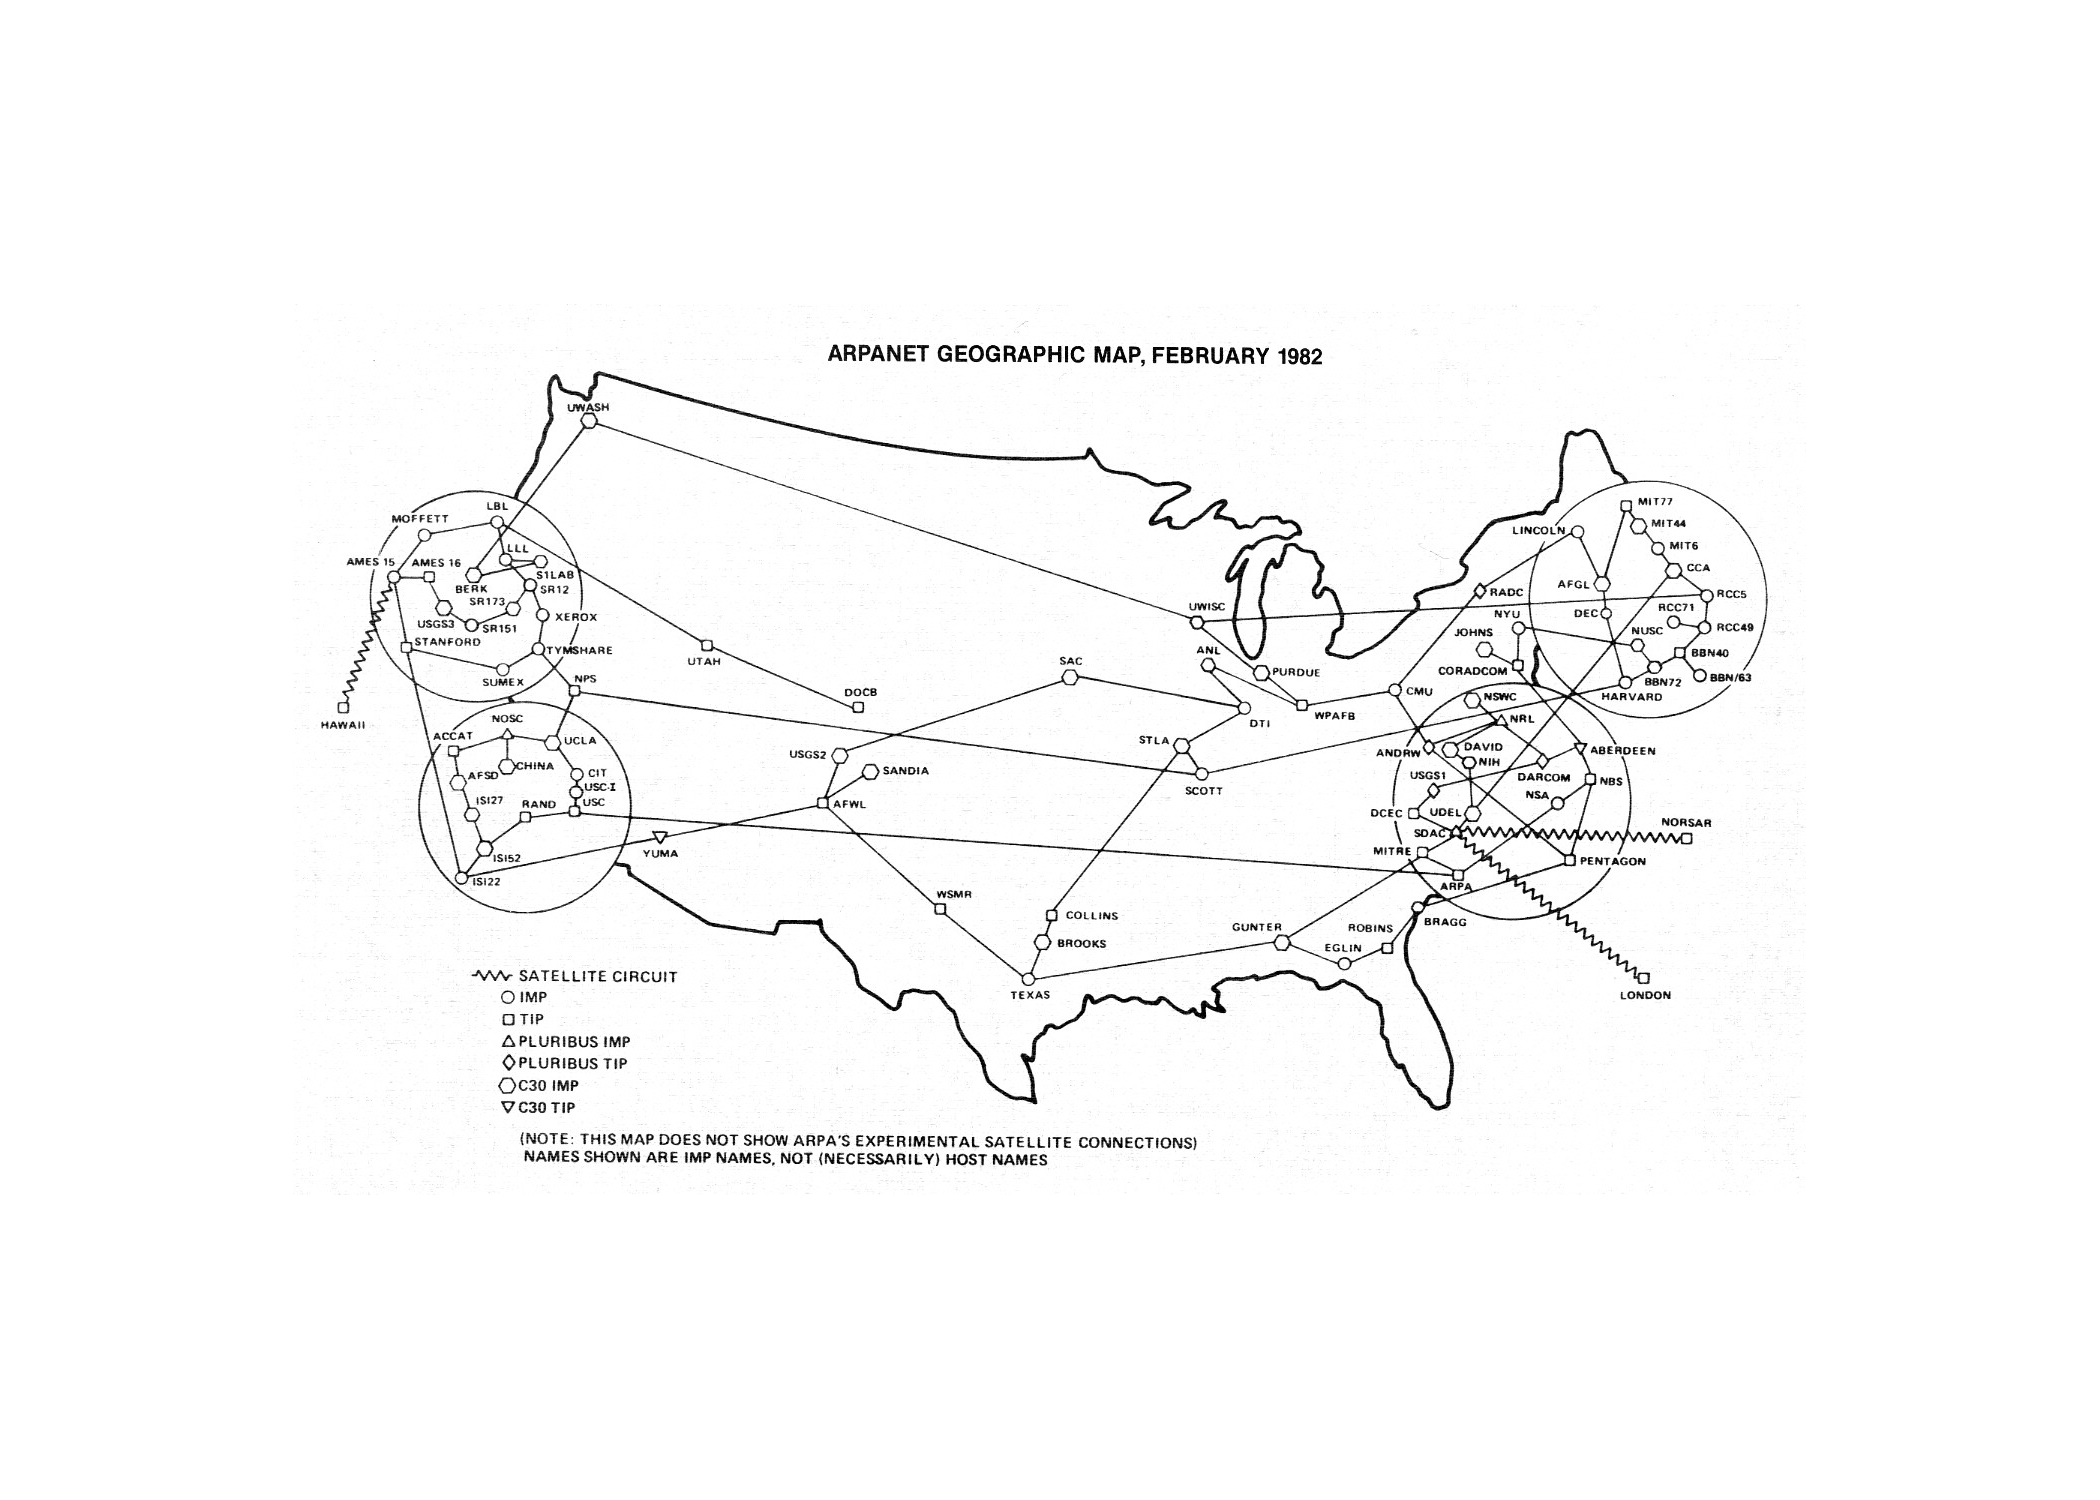 ARPANET GEOGRAPHIC MAP, FEBRUARY 1982
UWASH
LBL
MOFFETT
LLL
AMES 15
AMES 16
S1LAB
BERK
SR12
SR173
XEROX
USGS3
SR151
STANFORD
TYMSHARE
SUMEX
NPS
HAWAII
UTAH
DOCB
NOSC
ACCAT
UCLA
CHINA
AFSD
CIT
USC-I
USC
ISI27
RAND
ISI52
ISI22
YUMA
USGS2
SANDIA
AFWL
SAC
WSMR
COLLINS
BROOKS
TEXAS
UWISC
ANL
PURDUE
WPAFB
DTI
STLA
SCOTT
CMU
GUNTER
EGLIN
ROBINS
BRAGG
LINCOLN
RADC
NYU
JOHNS
CORADCOM
MIT77
MIT44
MIT6
CCA
AFGL
RCC5
RCC71
DEC
RCC49
NUSC
BBN40
BBN72
BBN/63
HARVARD
NSWC
NRL
ANDRW
DAVID
NIH
ABERDEEN
USGS1
DARCOM
NBS
NSA
DCEC
UDEL
SDAC
NORSAR
MITRE
PENTAGON
ARPA
LONDON
SATELLITE CIRCUIT
IMP
TIP
PLURIBUS IMP
PLURIBUS TIP
C30 IMP
C30 TIP
(NOTE: THIS MAP DOES NOT SHOW ARPA'S EXPERIMENTAL SATELLITE CONNECTIONS)
NAMES SHOWN ARE IMP NAMES, NOT (NECESSARILY) HOST NAMES